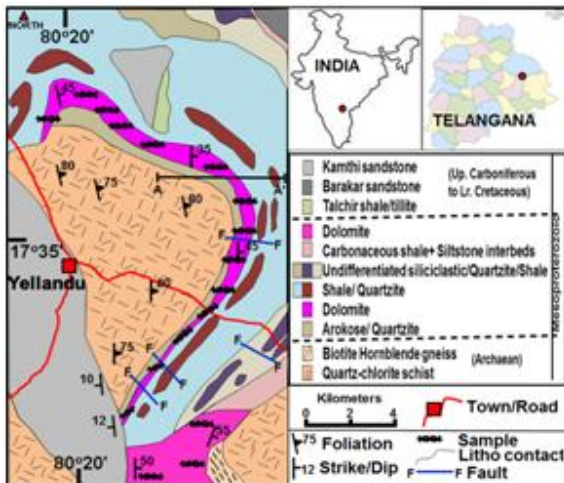 NORTH
80°20'
45
35
80
75
A
A'
80
F
F
45
17°35'
Yellandu
60
75
F
F
F
F
F
F
10
12
55
50
80°20'
INDIA
TELANGANA
Kamthi sandstone
Barakar sandstone
Talchir shale/tillite
(Up. Carboniferous
to Lr. Cretaceous)
Dolomite
Carbonaceous shale+ Siltstone interbeds
Undifferentiated siliciclastic/Quartzite/Shale
Shale/ Quartzite
Dolomite
Arokose/ Quartzite
Mesoproterozoic
Biotite Hornblende gneiss
Quartz-chlorite schist
(Archaean)
Kilometers
0 2 4
Town/Road
75 Foliation
Sample
Litho contact
12 Strike/Dip
F F Fault